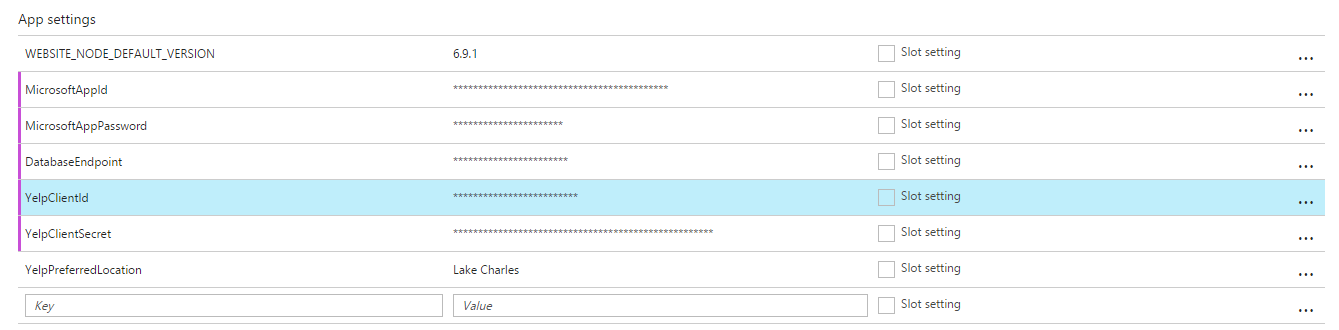 App settings
WEBSITE_NODE_DEFAULT_VERSION 6.9.1 Slot setting ...
MicrosoftAppId ******************************************* Slot setting ...
MicrosoftAppPassword ********************** Slot setting ...
DatabaseEndpoint *********************** Slot setting ...
YelpClientId ************************* Slot setting ...
YelpClientSecret **************************************************** Slot setting ...
YelpPreferredLocation Lake Charles Slot setting ...
Key Value Slot setting ...